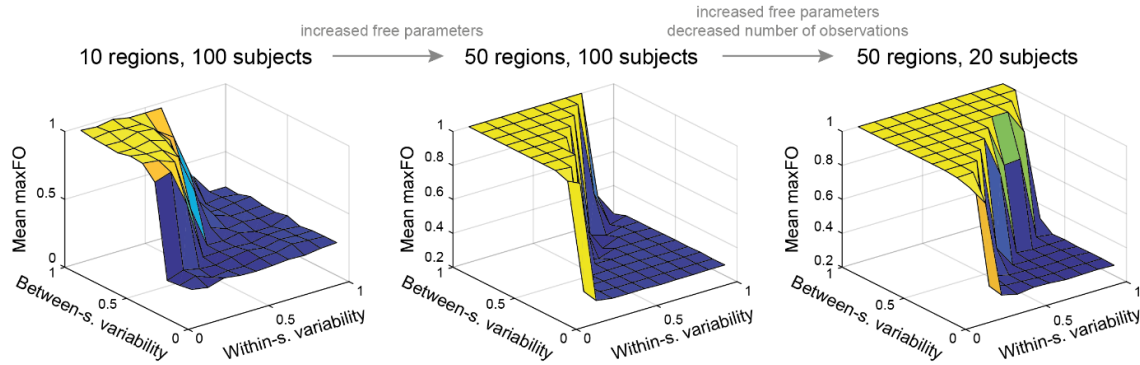 increased free parameters
increased free parameters
decreased number of observations
10 regions, 100 subjects
50 regions, 100 subjects
50 regions, 20 subjects
Mean maxFO
1
0.5
0
1
0.5
0
0
0.5
1
Between-s. variability
Within-s. variability
Mean maxFO
1
0.8
0.6
0.4
0.2
1
0.5
0
0
0.5
1
Between-s. variability
Within-s. variability
Mean maxFO
1
0.8
0.6
0.4
0.2
1
0.5
0
0
0.5
1
Between-s. variability
Within-s. variability